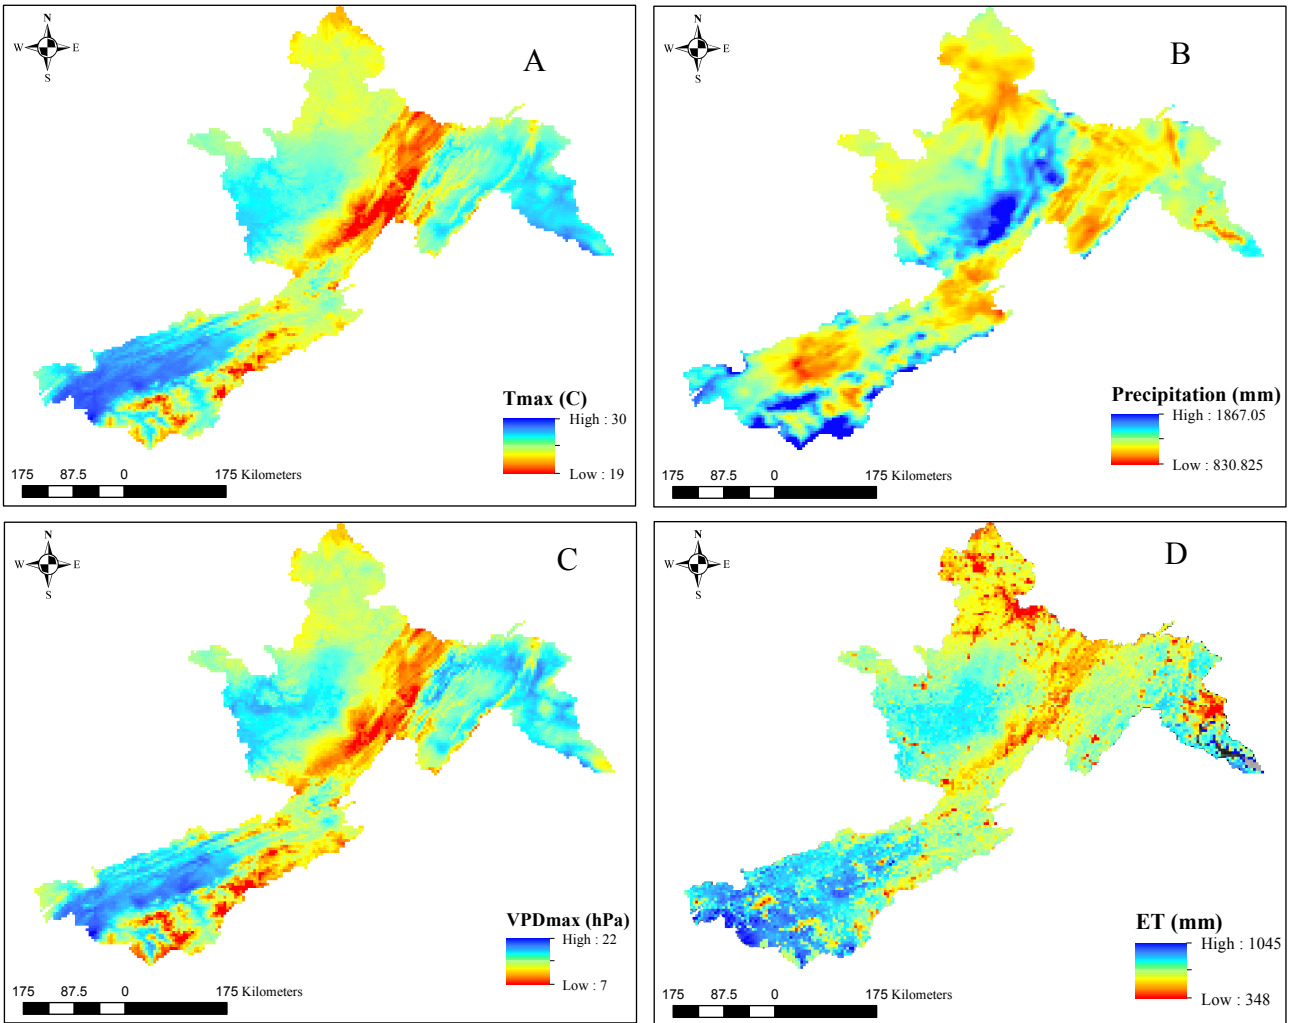 N
W E
S
A
Tmax (C)
High : 30
Low : 19
175 87.5 0 175 Kilometers
N
W E
S
B
Precipitation (mm)
High : 1867.05
Low : 830.825
175 87.5 0 175 Kilometers
N
W E
S
C
VPDmax (hPa)
High : 22
Low : 7
175 87.5 0 175 Kilometers
N
W E
S
D
ET (mm)
High : 1045
Low : 348
175 87.5 0 175 Kilometers